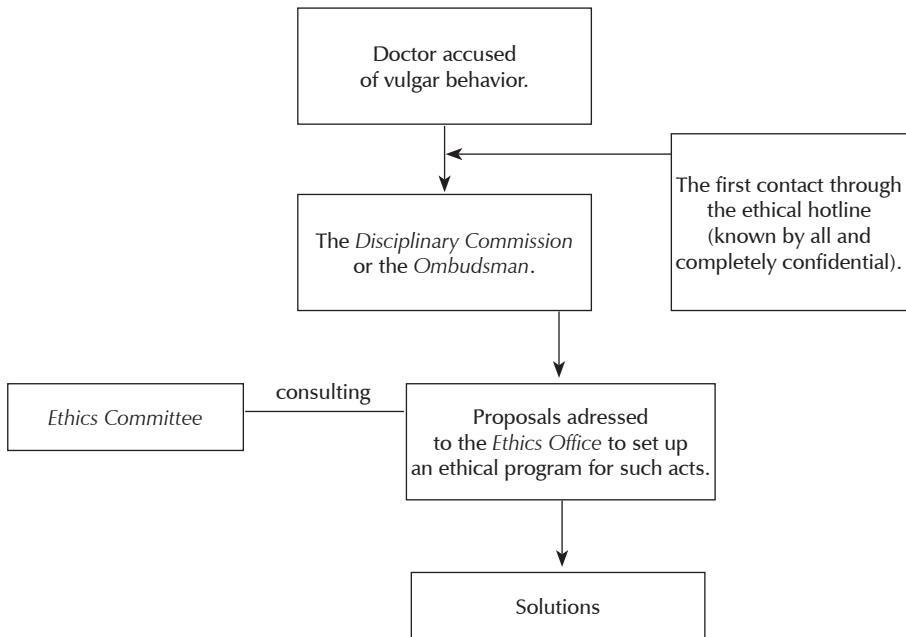 Doctor accused
of vulgar behavior.
The first contact through
the ethical hotline
(known by all and
completely confidential).
The Disciplinary Commission
or the Ombudsman.
Ethics Committee
consulting
Proposals adressed
to the Ethics Office to set up
an ethical program for such acts.
Solutions